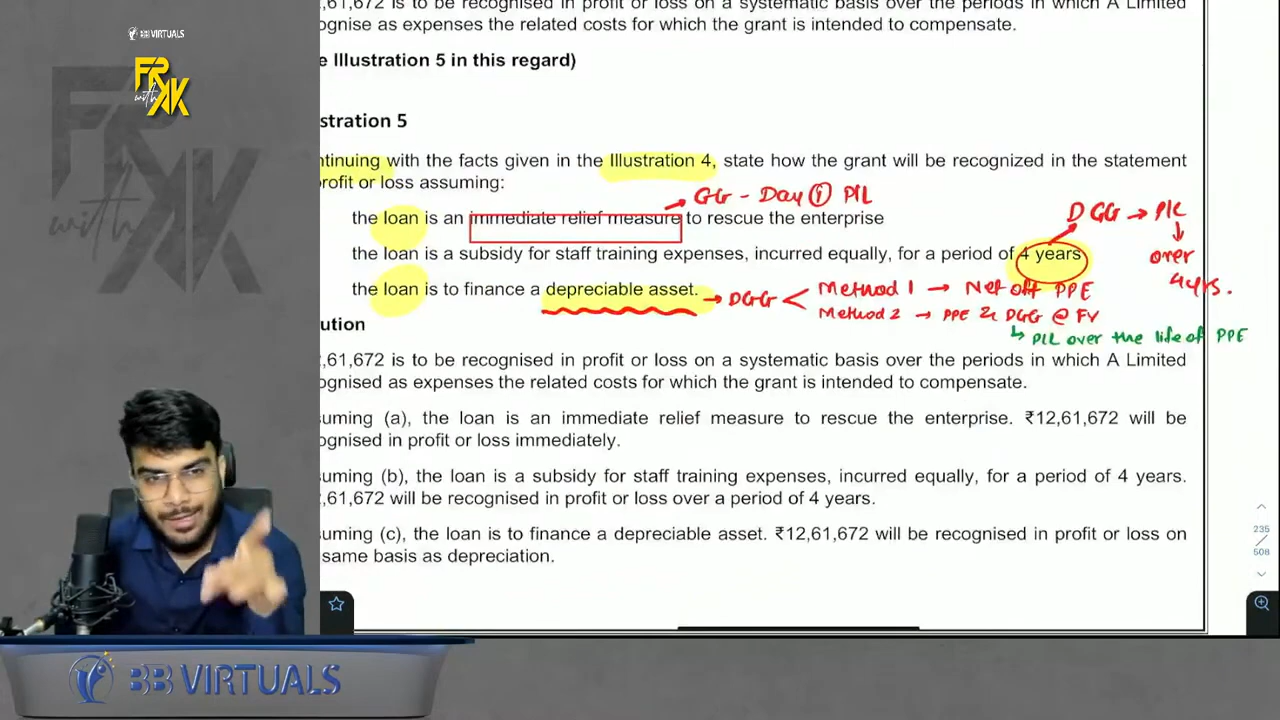 BB VIRTUALS
FR
with
KK
,61,672 is to be recognised in profit or loss on a systematic basis over the periods in which A Limited
ognise as expenses the related costs for which the grant is intended to compensate.
e Illustration 5 in this regard)
stration 5
ntinuing with the facts given in the Illustration 4, state how the grant will be recognized in the statement
profit or loss assuming:
GG - Day ① P/L
the loan is an immediate relief measure to rescue the enterprise
DGG → P/L
↓
over
4 yrs.
the loan is a subsidy for staff training expenses, incurred equally, for a period of 4 years
the loan is to finance a depreciable asset.
→ DGG < Method 1 → Net off PPE
Method 2 → PPE & DGG @ FV
↳ P/L over the life of PPE
ution
,61,672 is to be recognised in profit or loss on a systematic basis over the periods in which A Limited
ognised as expenses the related costs for which the grant is intended to compensate.
uming (a), the loan is an immediate relief measure to rescue the enterprise. ₹12,61,672 will be
ognised in profit or loss immediately.
uming (b), the loan is a subsidy for staff training expenses, incurred equally, for a period of 4 years.
,61,672 will be recognised in profit or loss over a period of 4 years.
uming (c), the loan is to finance a depreciable asset. ₹12,61,672 will be recognised in profit or loss on
same basis as depreciation.
235
508
BB VIRTUALS